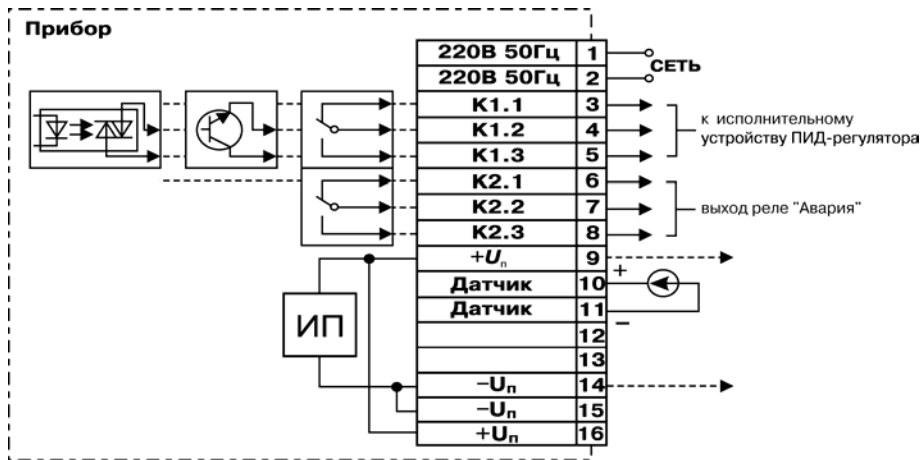 Прибор
220В 50Гц 1
220В 50Гц 2
СЕТЬ
К1.1 3
К1.2 4
К1.3 5
к исполнительному
устройству ПИД-регулятора
К2.1 6
К2.2 7
К2.3 8
выход реле "Авария"
+Uп 9
Датчик 10
+
Датчик 11
−
ИП
12
13
−Uп 14
−Uп 15
+Uп 16